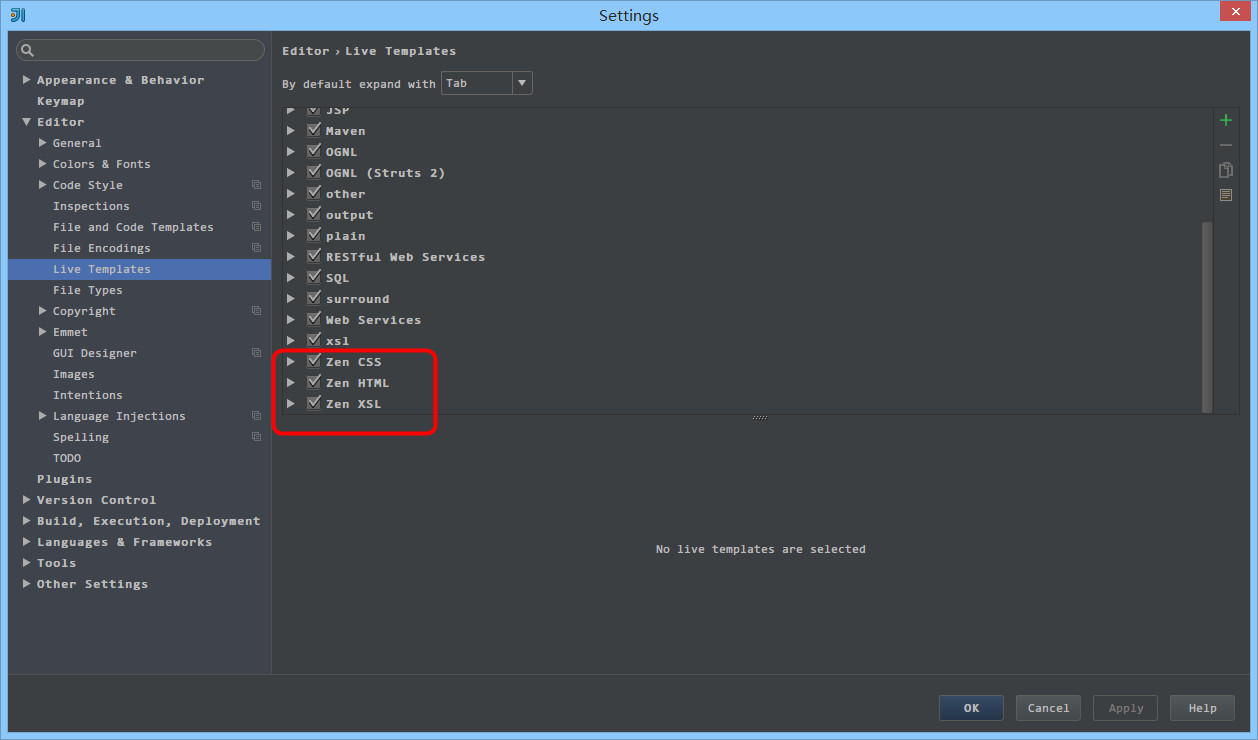 Settings
Appearance & Behavior
Keymap
Editor
General
Colors & Fonts
Code Style
Inspections
File and Code Templates
File Encodings
Live Templates
File Types
Copyright
Emmet
GUI Designer
Images
Intentions
Language Injections
Spelling
TODO
Plugins
Version Control
Build, Execution, Deployment
Languages & Frameworks
Tools
Other Settings
Editor › Live Templates
By default expand with Tab
JSP
Maven
OGNL
OGNL (Struts 2)
other
output
plain
RESTful Web Services
SQL
surround
Web Services
xsl
Zen CSS
Zen HTML
Zen XSL
No live templates are selected
OK Cancel Apply Help